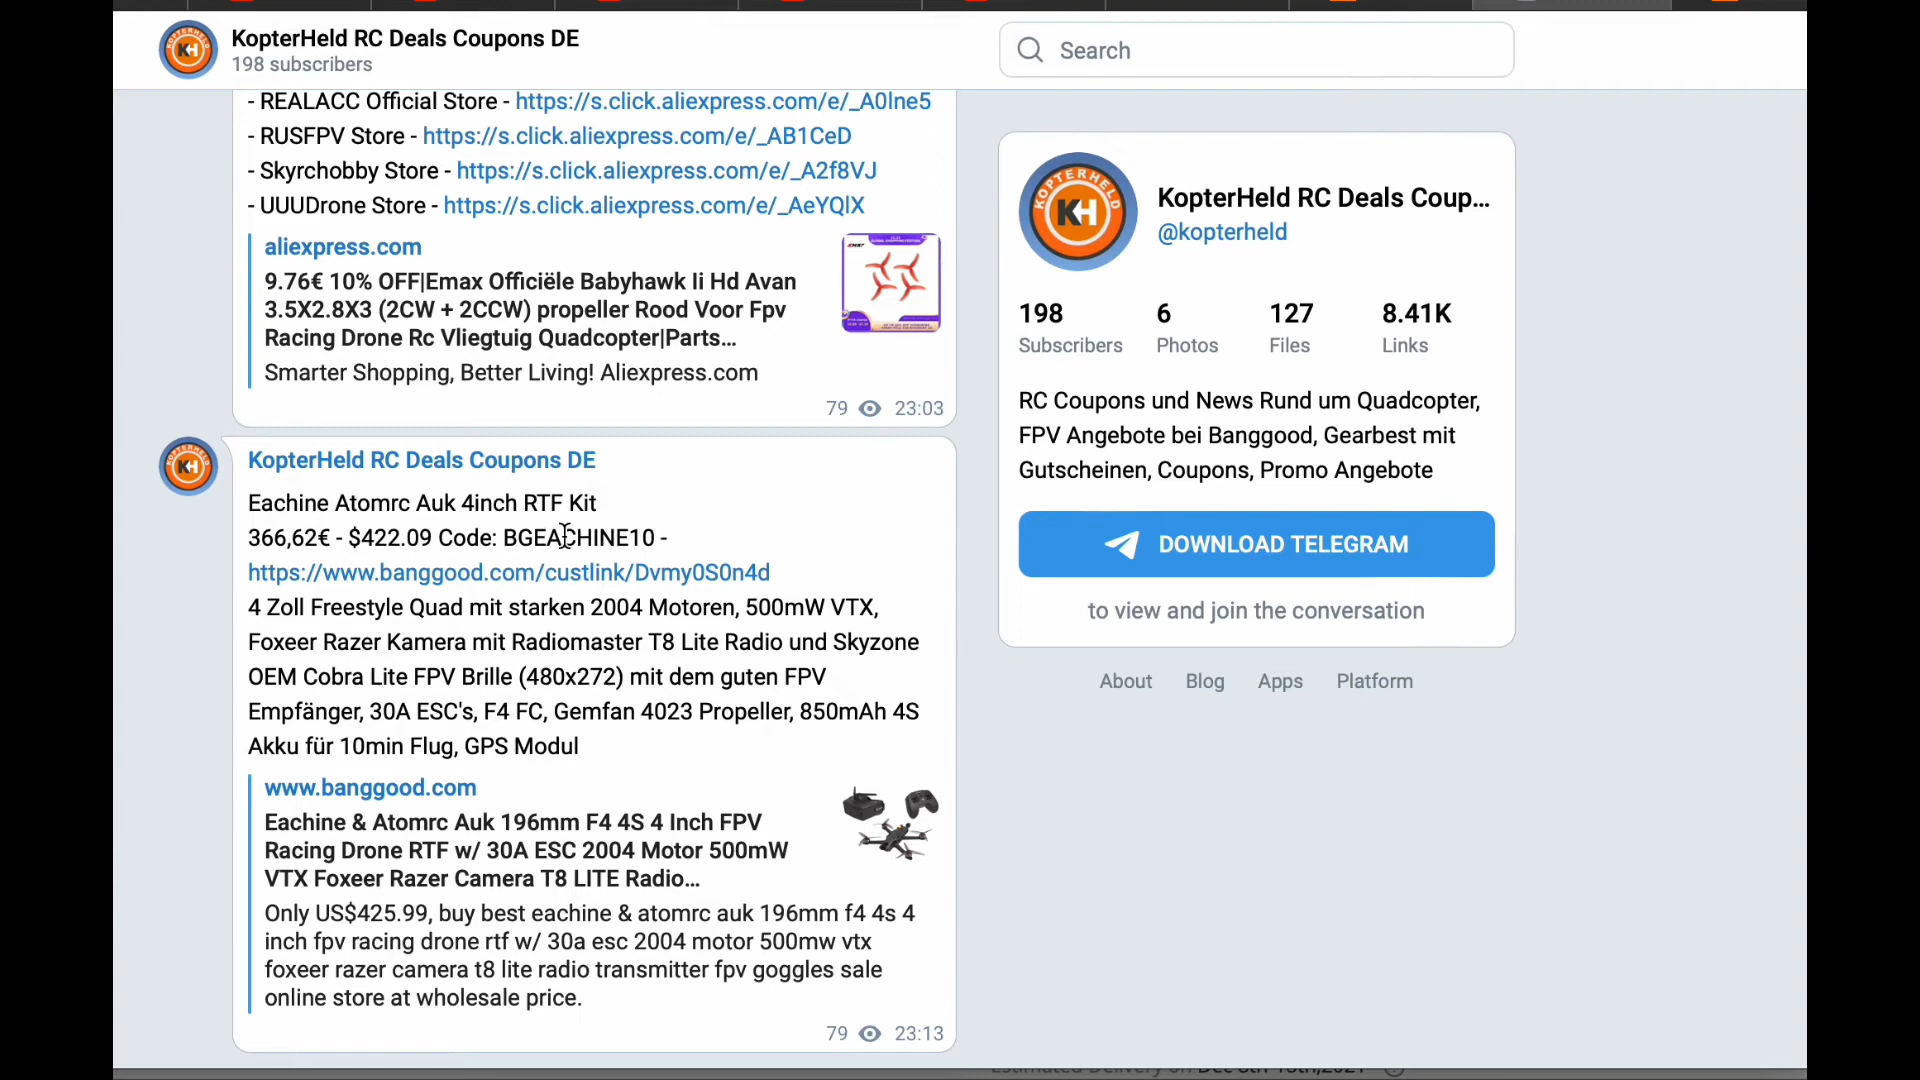 KopterHeld RC Deals Coupons DE
198 subscribers
Search
- REALACC Official Store - https://s.click.aliexpress.com/e/_A0lne5
- RUSFPV Store - https://s.click.aliexpress.com/e/_AB1CeD
- Skyrchobby Store - https://s.click.aliexpress.com/e/_A2f8VJ
- UUUDrone Store - https://s.click.aliexpress.com/e/_AeYQlX
aliexpress.com
9.76€ 10% OFF|Emax Officiële Babyhawk Ii Hd Avan
3.5X2.8X3 (2CW + 2CCW) propeller Rood Voor Fpv
Racing Drone Rc Vliegtuig Quadcopter|Parts...
Smarter Shopping, Better Living! Aliexpress.com
79 23:03
KopterHeld RC Deals Coupons DE
Eachine Atomrc Auk 4inch RTF Kit
366,62€ - $422.09 Code: BGEACHINE10 -
https://www.banggood.com/custlink/Dvmy0S0n4d
4 Zoll Freestyle Quad mit starken 2004 Motoren, 500mW VTX,
Foxeer Razer Kamera mit Radiomaster T8 Lite Radio und Skyzone
OEM Cobra Lite FPV Brille (480x272) mit dem guten FPV
Empfänger, 30A ESC's, F4 FC, Gemfan 4023 Propeller, 850mAh 4S
Akku für 10min Flug, GPS Modul
www.banggood.com
Eachine & Atomrc Auk 196mm F4 4S 4 Inch FPV
Racing Drone RTF w/ 30A ESC 2004 Motor 500mW
VTX Foxeer Razer Camera T8 LITE Radio...
Only US$425.99, buy best eachine & atomrc auk 196mm f4 4s 4
inch fpv racing drone rtf w/ 30a esc 2004 motor 500mw vtx
foxeer razer camera t8 lite radio transmitter fpv goggles sale
online store at wholesale price.
79 23:13
KOPTERHELD
KH
KopterHeld RC Deals Coup...
@kopterheld
198 6 127 8.41K
Subscribers Photos Files Links
RC Coupons und News Rund um Quadcopter,
FPV Angebote bei Banggood, Gearbest mit
Gutscheinen, Coupons, Promo Angebote
DOWNLOAD TELEGRAM
to view and join the conversation
About Blog Apps Platform